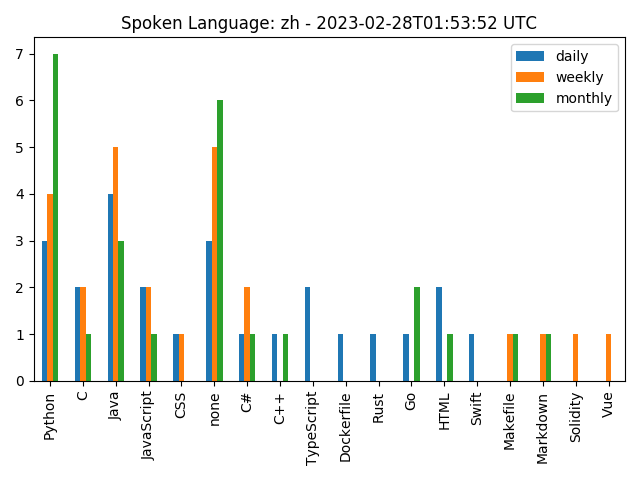 Spoken Language: zh - 2023-02-28T01:53:52 UTC
daily
weekly
monthly
7
6
5
4
3
2
1
0
Python
C
Java
JavaScript
CSS
none
C#
C++
TypeScript
Dockerfile
Rust
Go
HTML
Swift
Makefile
Markdown
Solidity
Vue